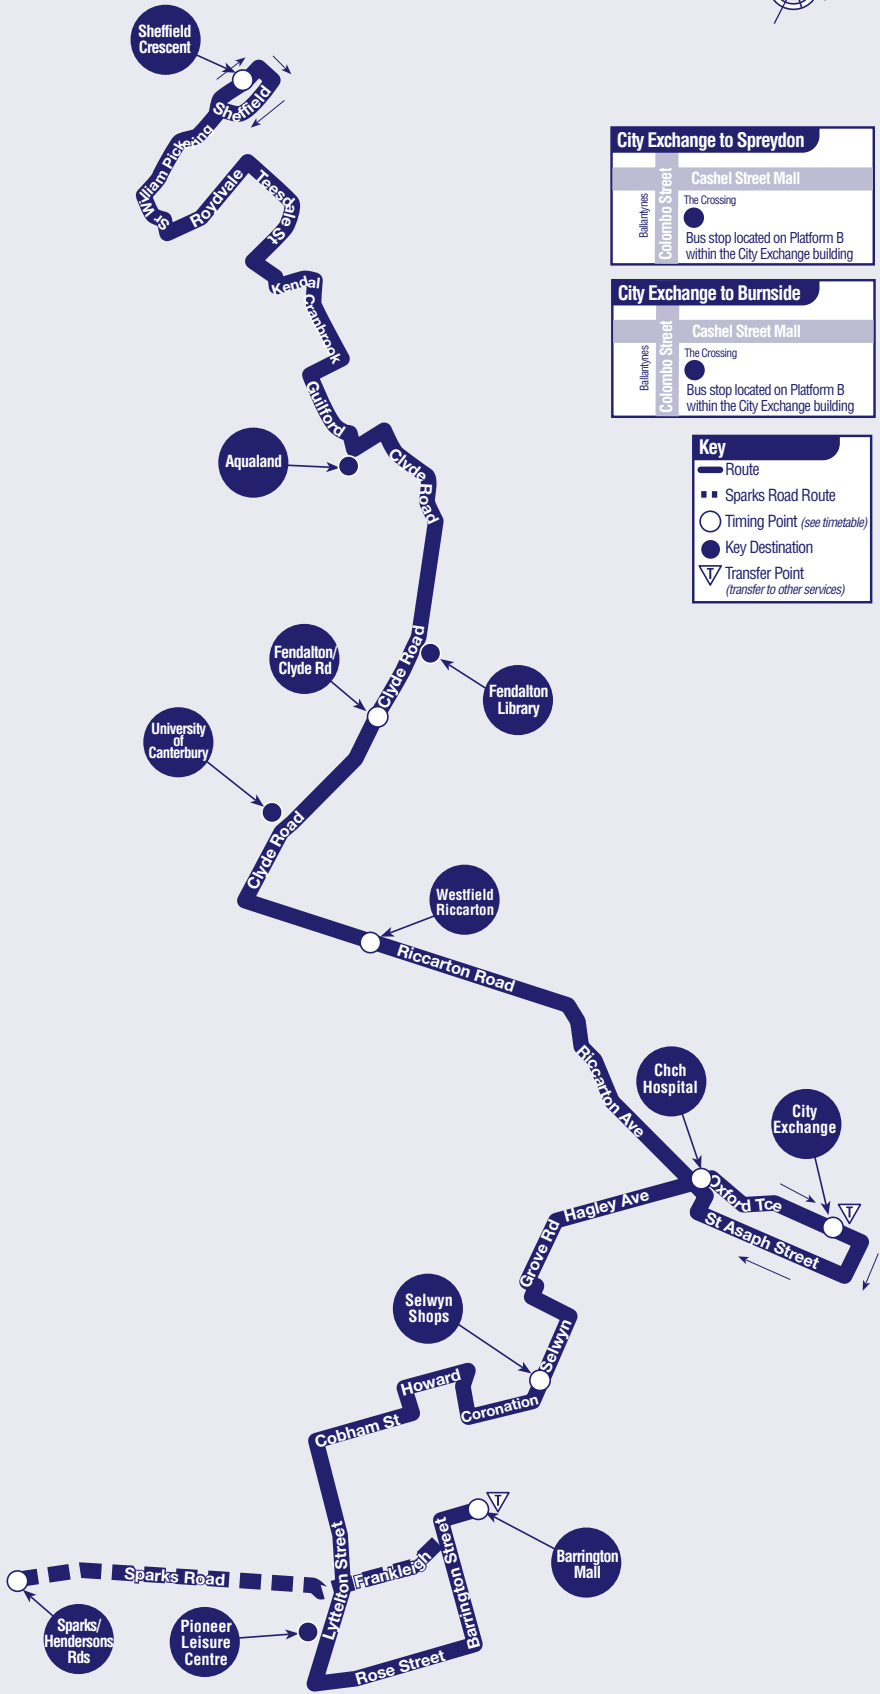 Sheffield
Crescent
Sheffield
Sir William Pickering
Roydvale
Teesdale St
Kendal
Cranbrook
Guilford
Aqualand
Clyde Road
Clyde Road
Fendalton/
Clyde Rd
Fendalton
Library
University
of
Canterbury
Clyde Road
Westfield
Riccarton
Riccarton Road
Riccarton Ave
Chch
Hospital
City
Exchange
Oxford Tce
T
St Asaph Street
Hagley Ave
Grove Rd
Selwyn
Shops
Selwyn
Howard
Coronation
Cobham St
T
Barrington
Mall
Barrington Street
Frankleigh
Lyttelton Street
Sparks Road
Sparks/
Hendersons
Rds
Pioneer
Leisure
Centre
Rose Street
City Exchange to Spreydon
Cashel Street Mall
Colombo Street
Ballantynes
The Crossing
Bus stop located on Platform B
within the City Exchange building
City Exchange to Burnside
Cashel Street Mall
Colombo Street
Ballantynes
The Crossing
Bus stop located on Platform B
within the City Exchange building
Key
Route
Sparks Road Route
Timing Point (see timetable)
Key Destination
T Transfer Point
(transfer to other services)